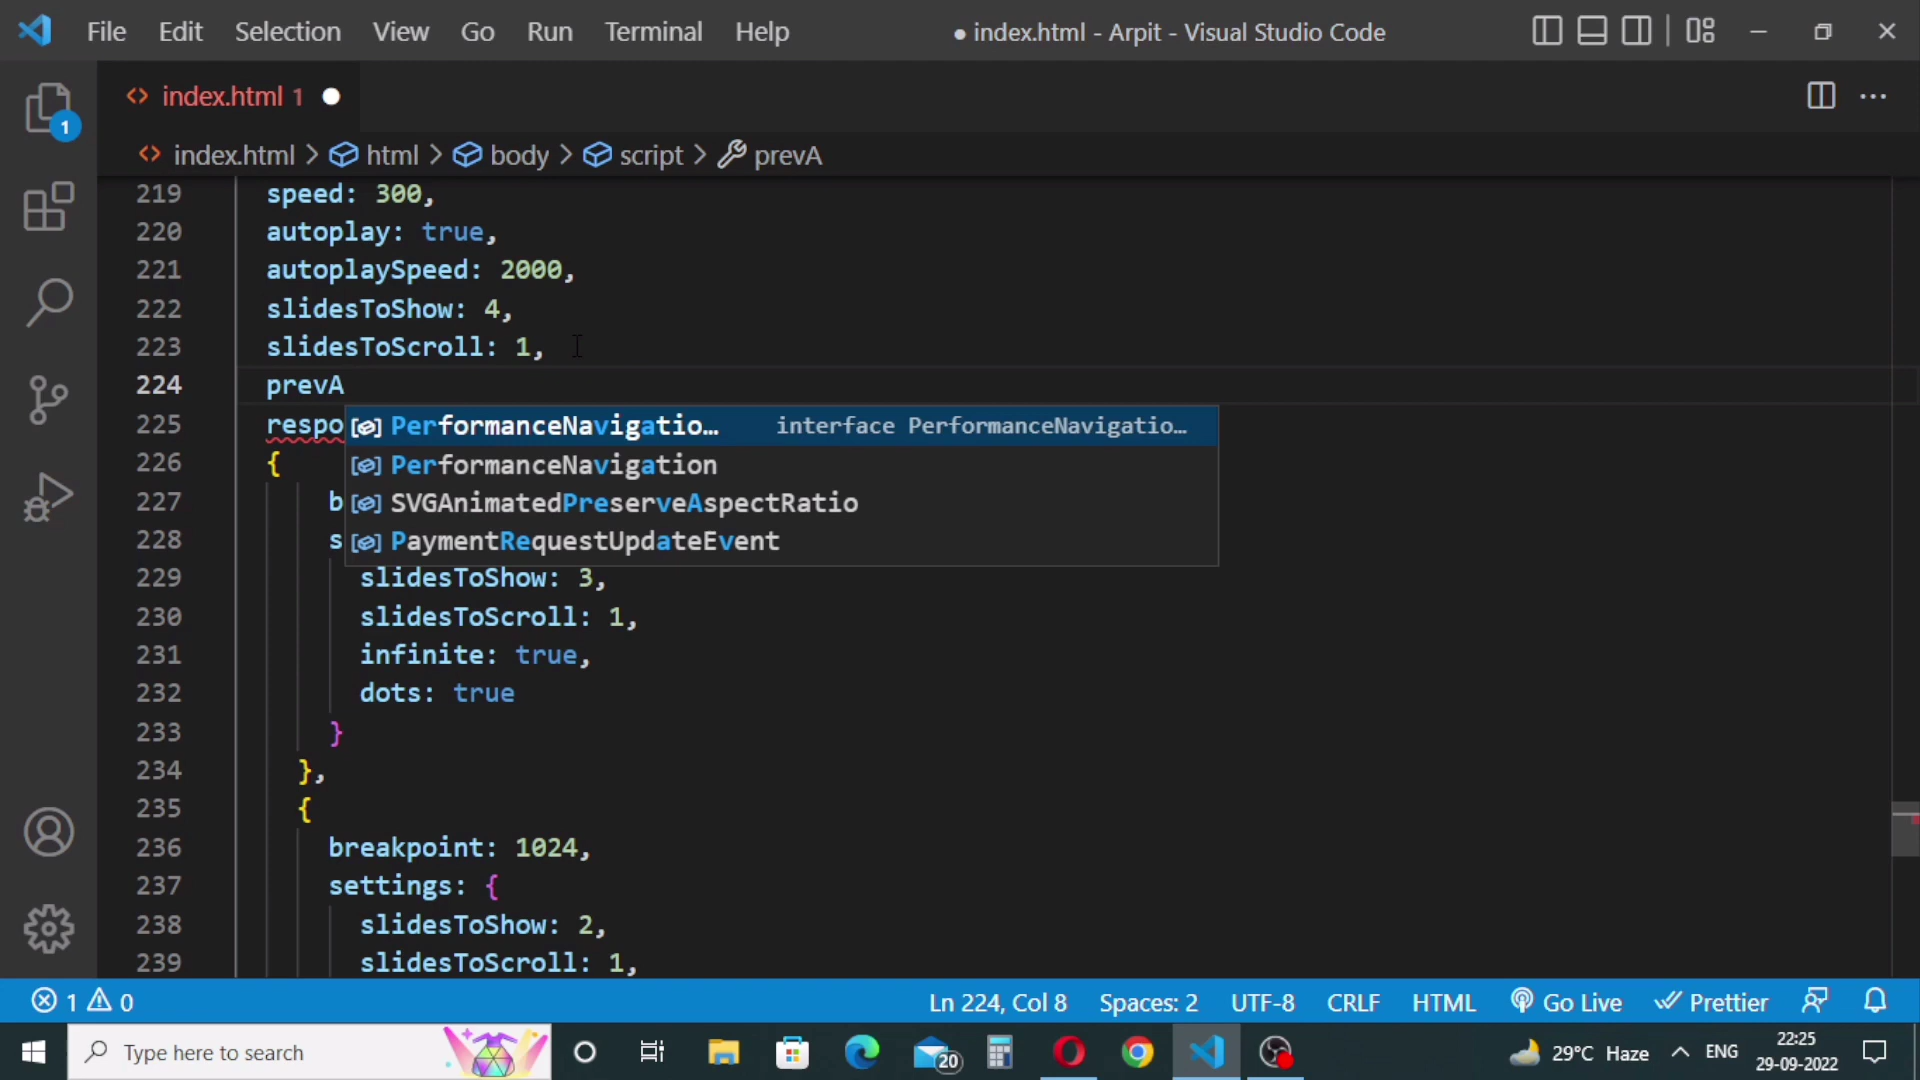 File Edit Selection View Go Run Terminal Help ● index.html - Arpit - Visual Studio Code
index.html 1 ●
1
index.html > html > body > script > prevA
219 speed: 300,
220 autoplay: true,
221 autoplaySpeed: 2000,
222 slidesToShow: 4,
223 slidesToScroll: 1,
224 prevA
225 respo PerformanceNavigatio… interface PerformanceNavigatio…
226 { PerformanceNavigation
227 b SVGAnimatedPreserveAspectRatio
228 s PaymentRequestUpdateEvent
229 slidesToShow: 3,
230 slidesToScroll: 1,
231 infinite: true,
232 dots: true
233 }
234 },
235 {
236 breakpoint: 1024,
237 settings: {
238 slidesToShow: 2,
239 slidesToScroll: 1,
1 0 Ln 224, Col 8 Spaces: 2 UTF-8 CRLF HTML Go Live Prettier
Type here to search 20 29°C Haze ENG 22:25
29-09-2022